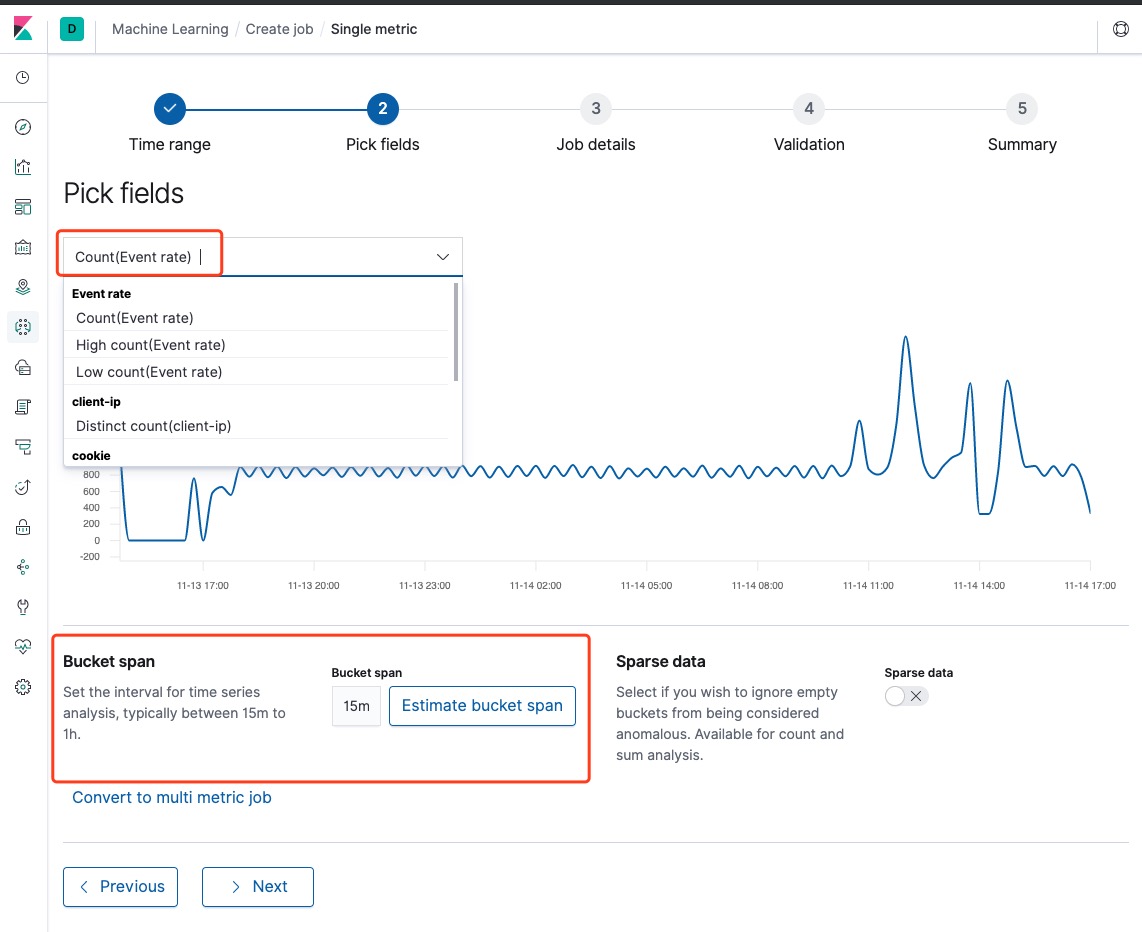 D
Machine Learning / Create job / Single metric
2
3
4
5
Time range
Pick fields
Job details
Validation
Summary
Pick fields
Count(Event rate)
Event rate
Count(Event rate)
High count(Event rate)
Low count(Event rate)
client-ip
Distinct count(client-ip)
cookie
800
600
400
200
0
-200
11-13 17:00
11-13 20:00
11-13 23:00
11-14 02:00
11-14 05:00
11-14 08:00
11-14 11:00
11-14 14:00
11-14 17:00
Bucket span
Set the interval for time series
analysis, typically between 15m to
1h.
Bucket span
15m
Estimate bucket span
Sparse data
Select if you wish to ignore empty
buckets from being considered
anomalous. Available for count and
sum analysis.
Sparse data
Convert to multi metric job
Previous
Next